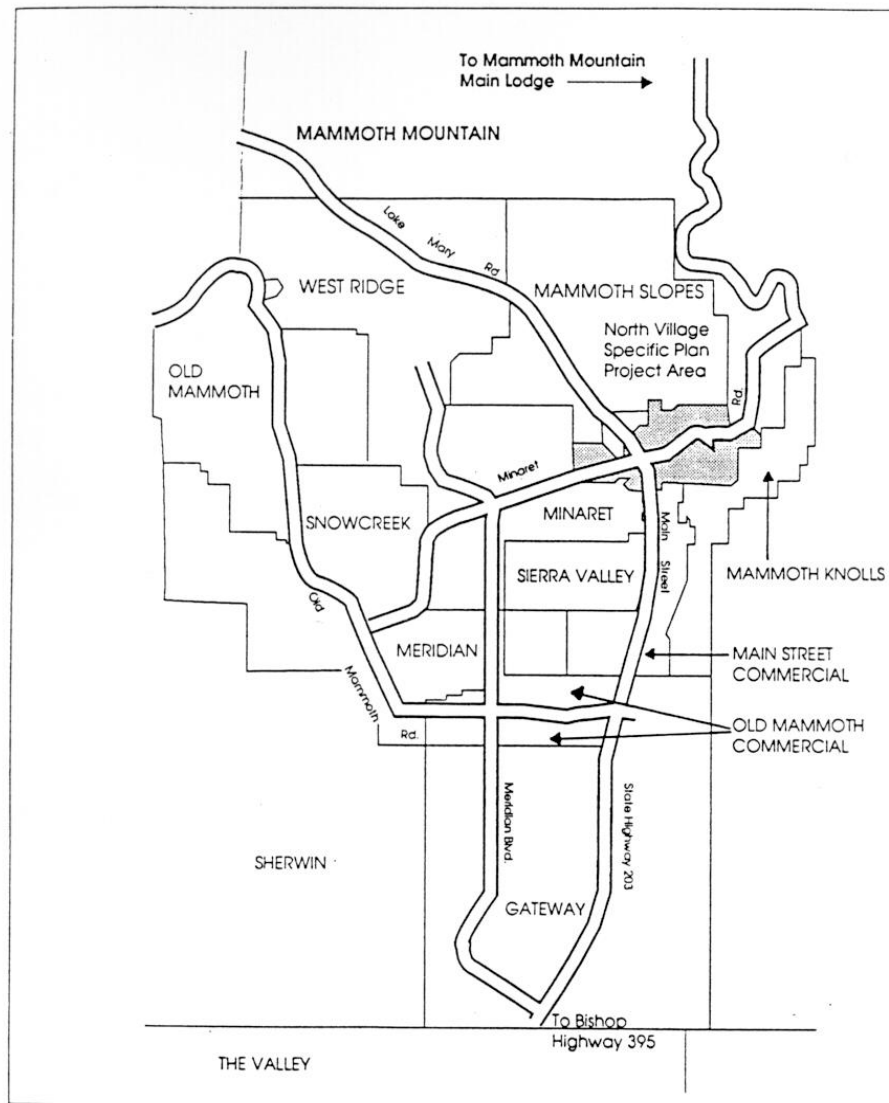 To Mammoth Mountain
Main Lodge
MAMMOTH MOUNTAIN
Lake Mary Rd
WEST RIDGE
MAMMOTH SLOPES
North Village
Specific Plan
Project Area
Rd.
OLD
MAMMOTH
Minaret
SNOWCREEK
MINARET
Main Street
SIERRA VALLEY
MAMMOTH KNOLLS
Old Mammoth Rd.
MERIDIAN
MAIN STREET
COMMERCIAL
OLD MAMMOTH
COMMERCIAL
Meridian Blvd.
State Highway 203
SHERWIN
GATEWAY
To Bishop
Highway 395
THE VALLEY